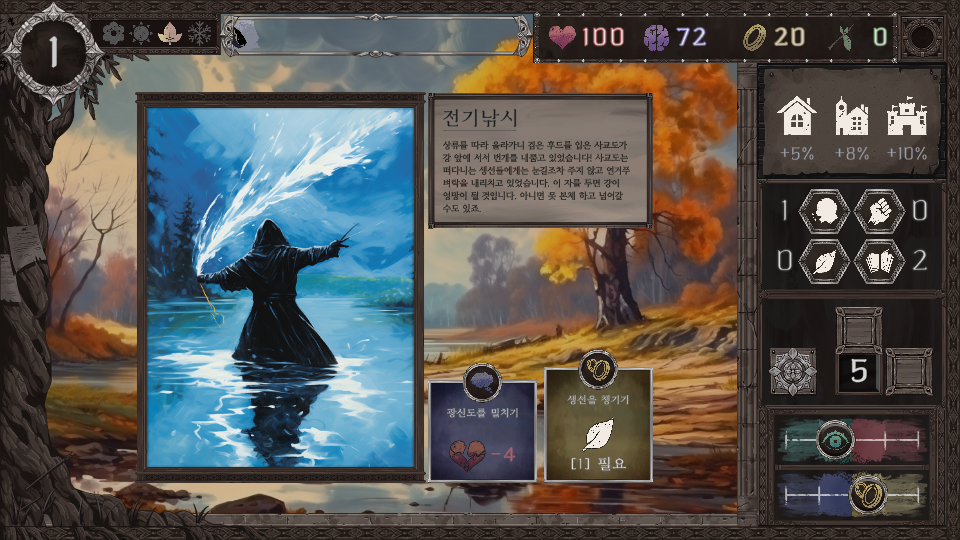 1
100
72
20
0
전기낚시
상류를 따라 올라가니 검은 후드를 입은 사교도가
강 앞에 서서 번개를 내뿜고 있었습니다! 사교도는
떠다니는 생선들에게는 눈길조차 주지 않고 연거푸
벼락을 내리치고 있었습니다. 이 자를 두면 강이
엉망이 될 것입니다. 아니면 못 본체 하고 넘어갈
수도 있죠.
+5%
+8%
+10%
1
0
0
2
5
광신도를 밀치기
-4
생선을 챙기기
[1] 필요